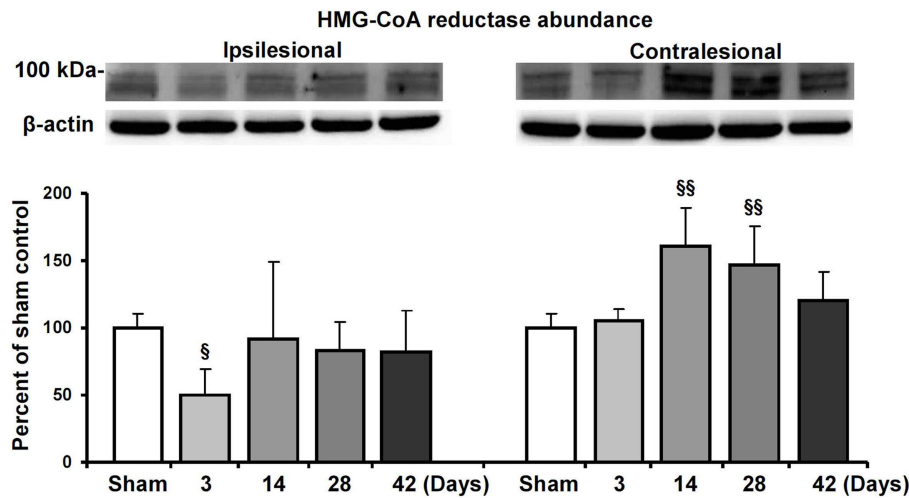 HMG-CoA reductase abundance
Ipsilesional Contralesional
100 kDa-
β-actin
Percent of sham control
200
150
100
50
0
§
§§
§§
Sham 3 14 28 42 (Days) Sham 3 14 28 42 (Days)